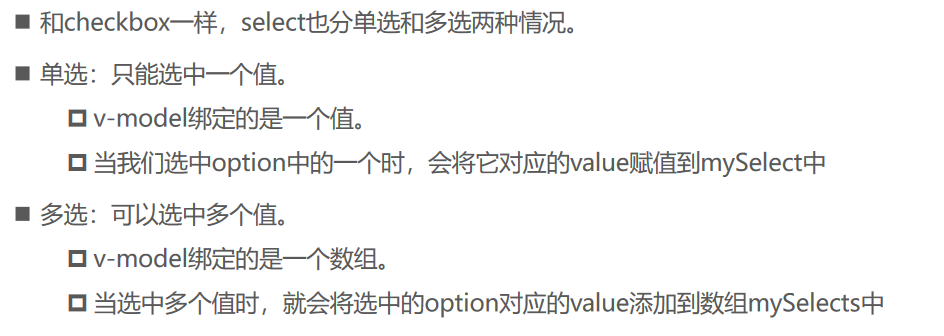 和checkbox一样，select也分单选和多选两种情况。
单选：只能选中一个值。
v-model绑定的是一个值。
当我们选中option中的一个时，会将它对应的value赋值到mySelect中
多选：可以选中多个值。
v-model绑定的是一个数组。
当选中多个值时，就会将选中的option对应的value添加到数组mySelects中